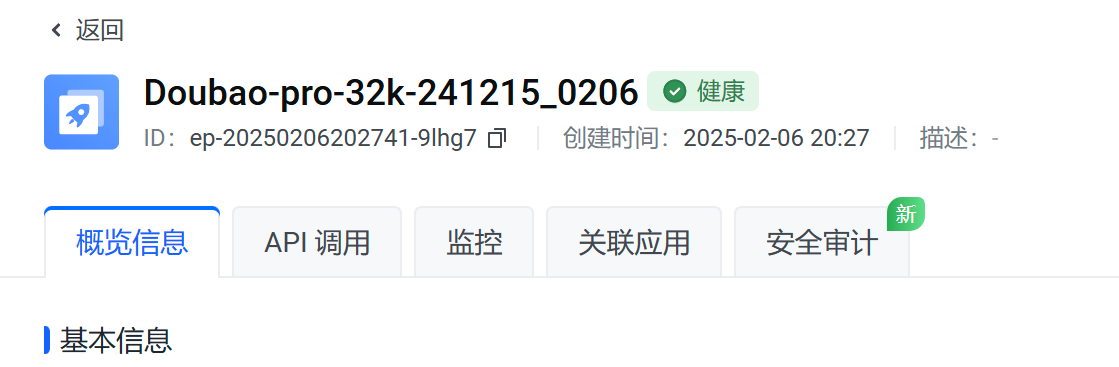 返回
Doubao-pro-32k-241215_0206 健康
ID: ep-20250206202741-9lhg7 创建时间: 2025-02-06 20:27 描述: -
概览信息 API 调用 监控 关联应用 安全审计 新
基本信息